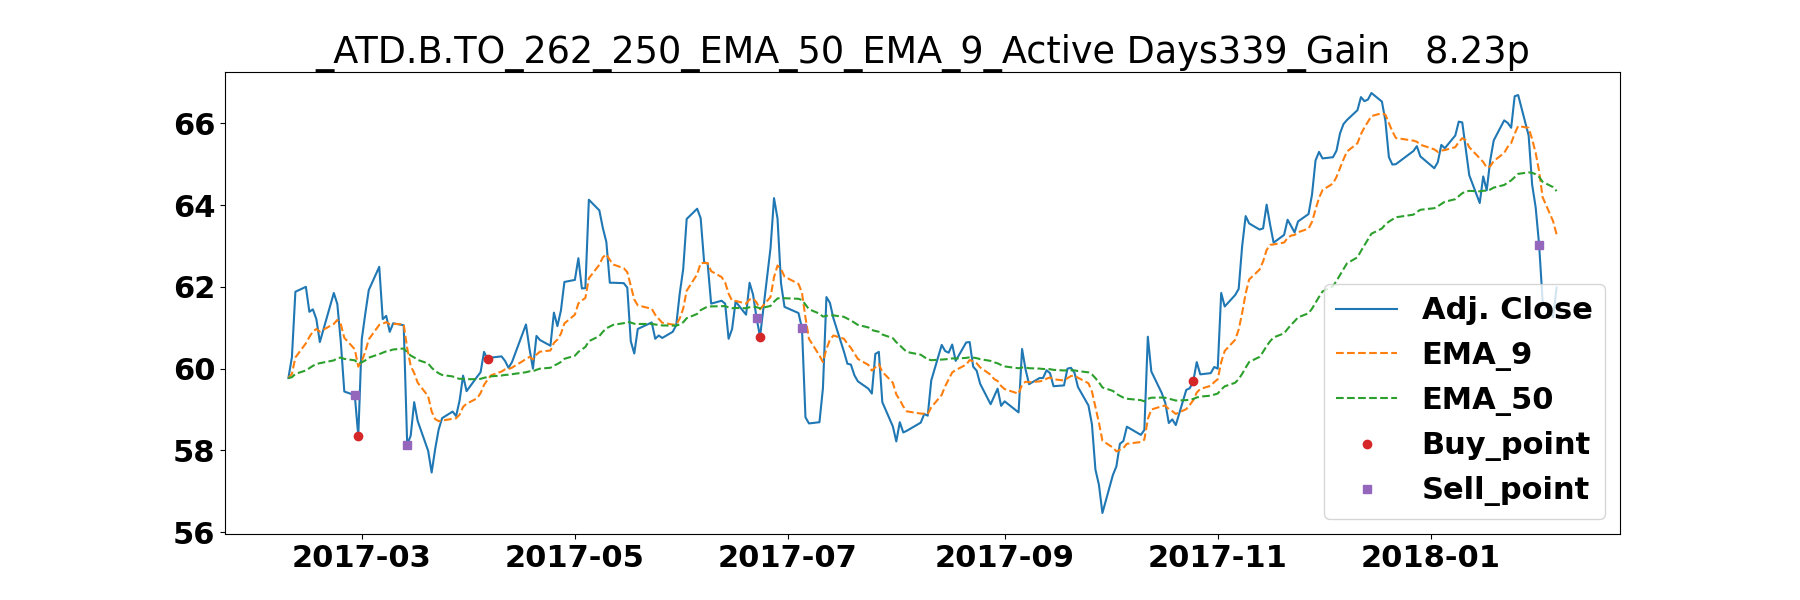 _ATD.B.TO_262_250_EMA_50_EMA_9_Active Days339_Gain   8.23p
66
64
62
60
58
56
2017-03 2017-05 2017-07 2017-09 2017-11 2018-01
Adj. Close
EMA_9
EMA_50
Buy_point
Sell_point